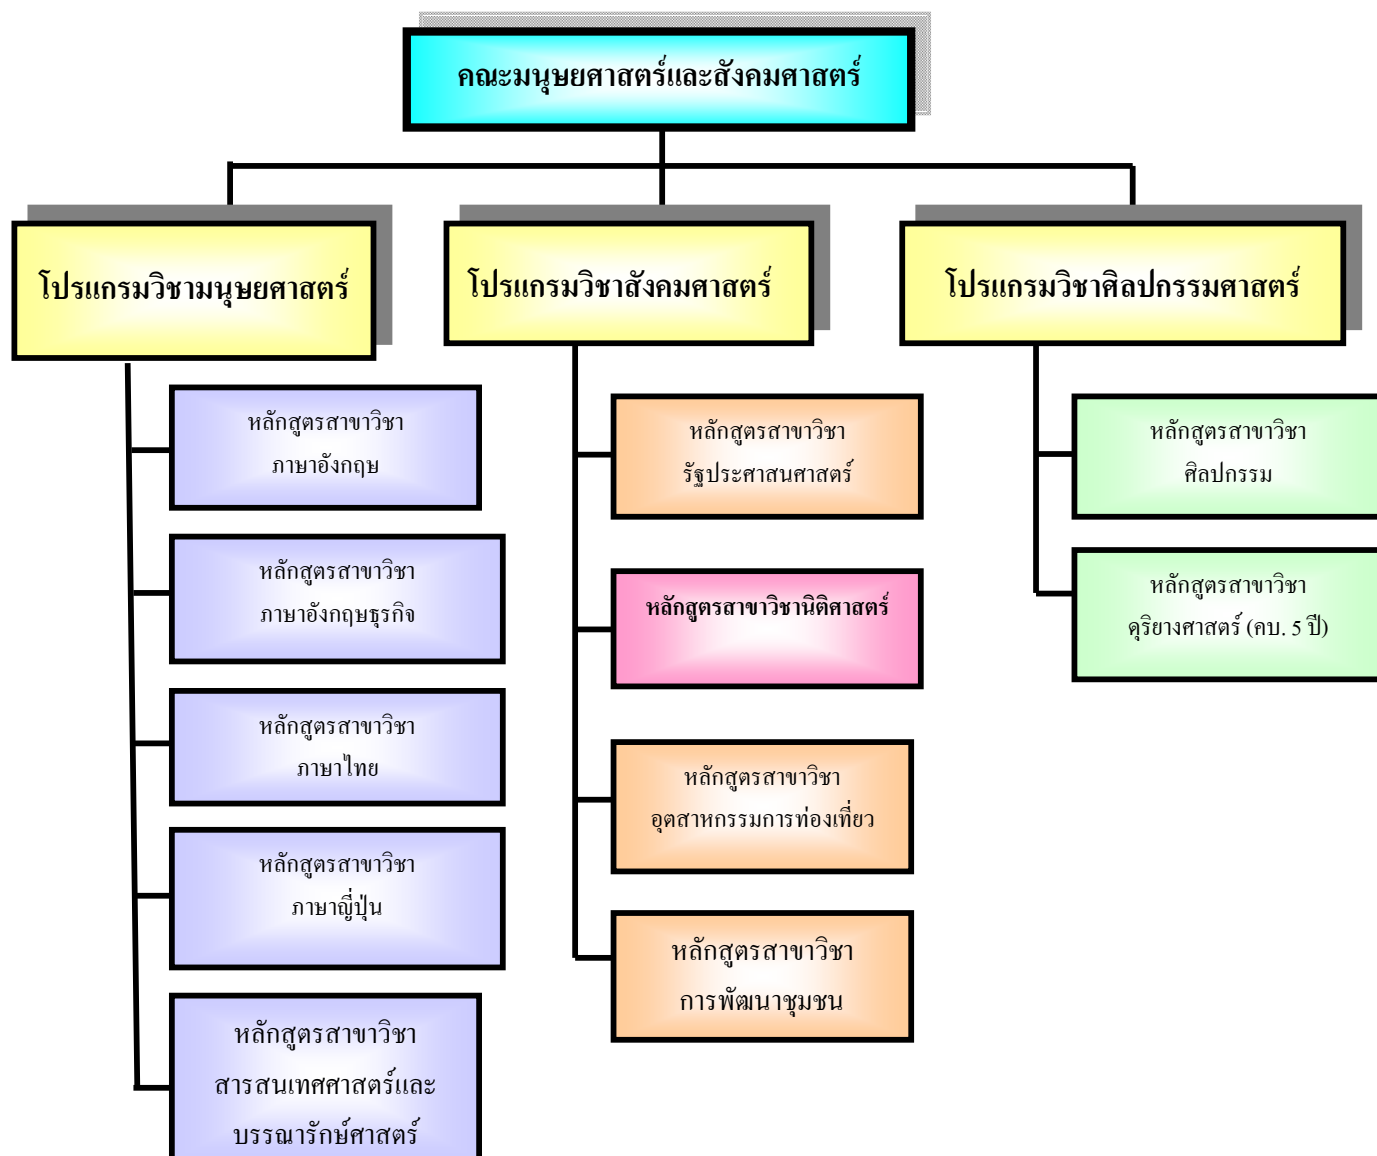 คณะมนุษยศาสตร์และสังคมศาสตร์
โปรแกรมวิชามนุษยศาสตร์
หลักสูตรสาขาวิชา
ภาษาอังกฤษ
หลักสูตรสาขาวิชา
ภาษาอังกฤษธุรกิจ
หลักสูตรสาขาวิชา
ภาษาไทย
หลักสูตรสาขาวิชา
ภาษาญี่ปุ่น
หลักสูตรสาขาวิชา
สารสนเทศศาสตร์และ
บรรณารักษ์ศาสตร์
โปรแกรมวิชาสังคมศาสตร์
หลักสูตรสาขาวิชา
รัฐประศาสนศาสตร์
หลักสูตรสาขาวิชานิติศาสตร์
หลักสูตรสาขาวิชา
อุตสาหกรรมการท่องเที่ยว
หลักสูตรสาขาวิชา
การพัฒนาชุมชน
โปรแกรมวิชาศิลปกรรมศาสตร์
หลักสูตรสาขาวิชา
ศิลปกรรม
หลักสูตรสาขาวิชา
ดุริยางศาสตร์ (คบ. 5 ปี)